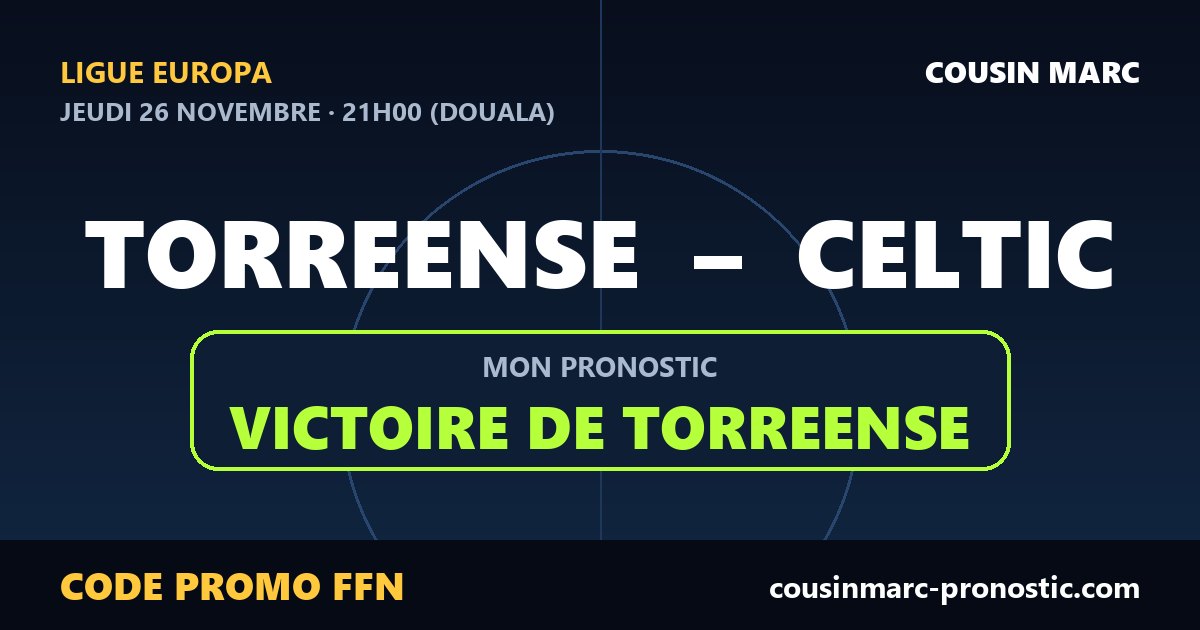 LIGUE EUROPA
COUSIN MARC
JEUDI 26 NOVEMBRE · 21H00 (DOUALA)
TORREENSE – CELTIC
MON PRONOSTIC
VICTOIRE DE TORREENSE
CODE PROMO FFN
cousinmarc-pronostic.com